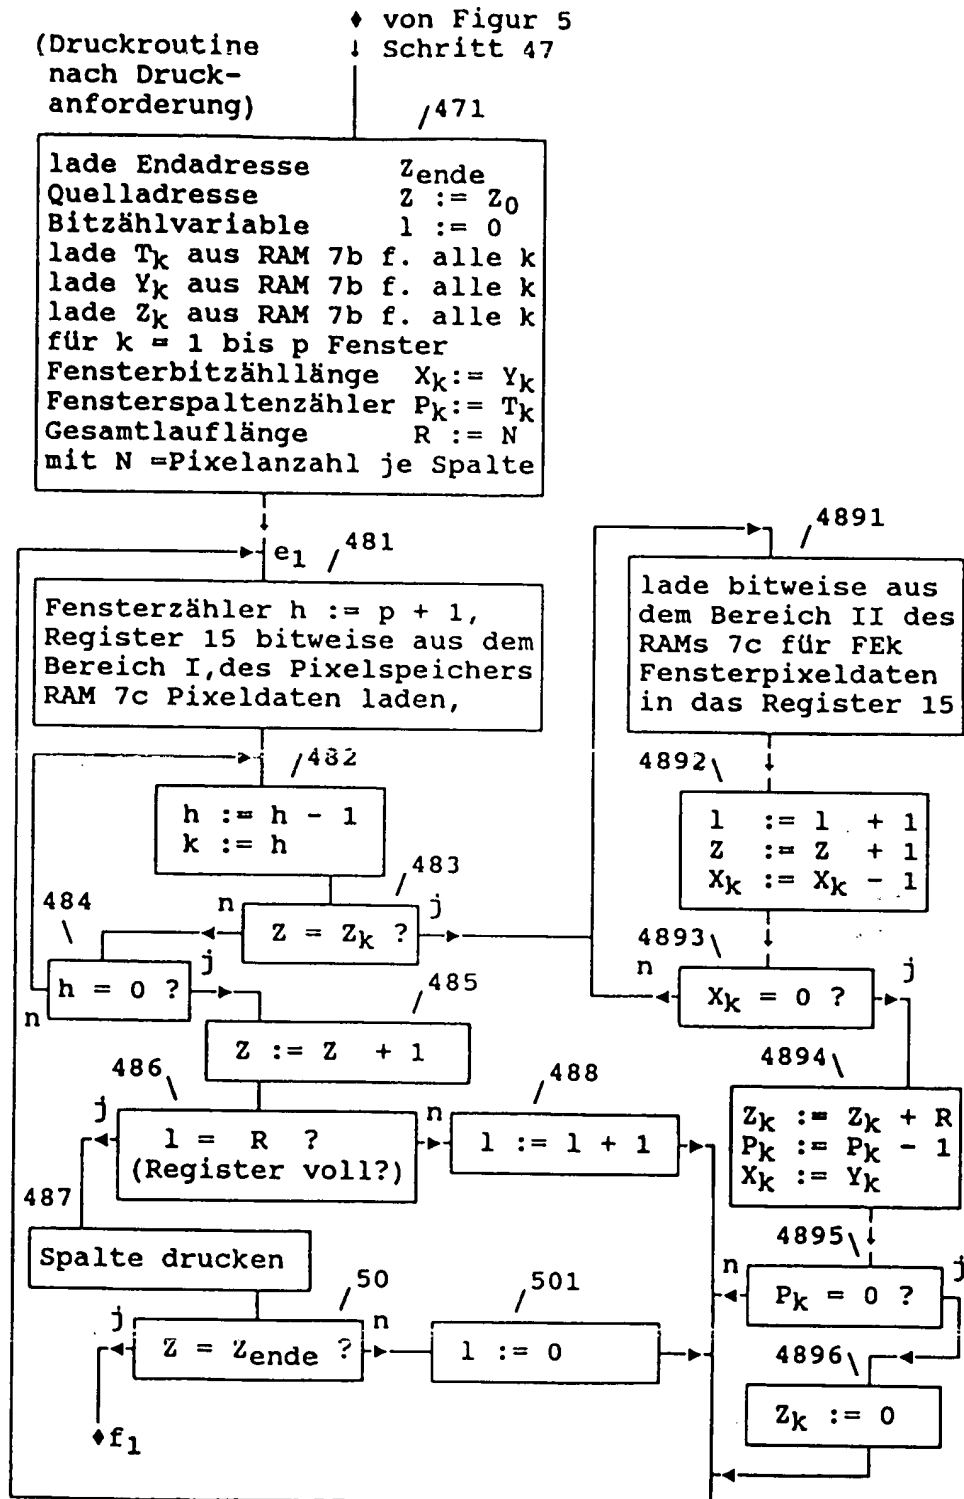 von Figur 5
Schritt 47
(Druckroutine
nach Druck-
anforderung)
471
lade Endadresse Zende
Quelladresse Z := Z0
Bitzählvariable l := 0
lade Tk aus RAM 7b f. alle k
lade Yk aus RAM 7b f. alle k
lade Zk aus RAM 7b f. alle k
für k = 1 bis p Fenster
Fensterbitzähllänge Xk:= Yk
Fensterspaltenzähler Pk:= Tk
Gesamtlauflänge R := N
mit N =Pixelanzahl je Spalte
e1
481
Fensterzähler h := p + 1,
Register 15 bitweise aus dem
Bereich I,des Pixelspeichers
RAM 7c Pixeldaten laden,
482
h := h - 1
k := h
483
n
j
Z = Zk ?
484
h = 0 ?
j
n
485
Z := Z + 1
486
j
n
l = R ?
(Register voll?)
488
l := l + 1
487
Spalte drucken
50
j
n
Z = Zende ?
501
l := 0
f1
4891
lade bitweise aus
dem Bereich II des
RAMs 7c für FEk
Fensterpixeldaten
in das Register 15
4892
l := l + 1
Z := Z + 1
Xk := Xk - 1
4893
n
j
Xk = 0 ?
4894
Zk := Zk + R
Pk := Pk - 1
Xk := Yk
4895
n
j
Pk = 0 ?
4896
Zk := 0